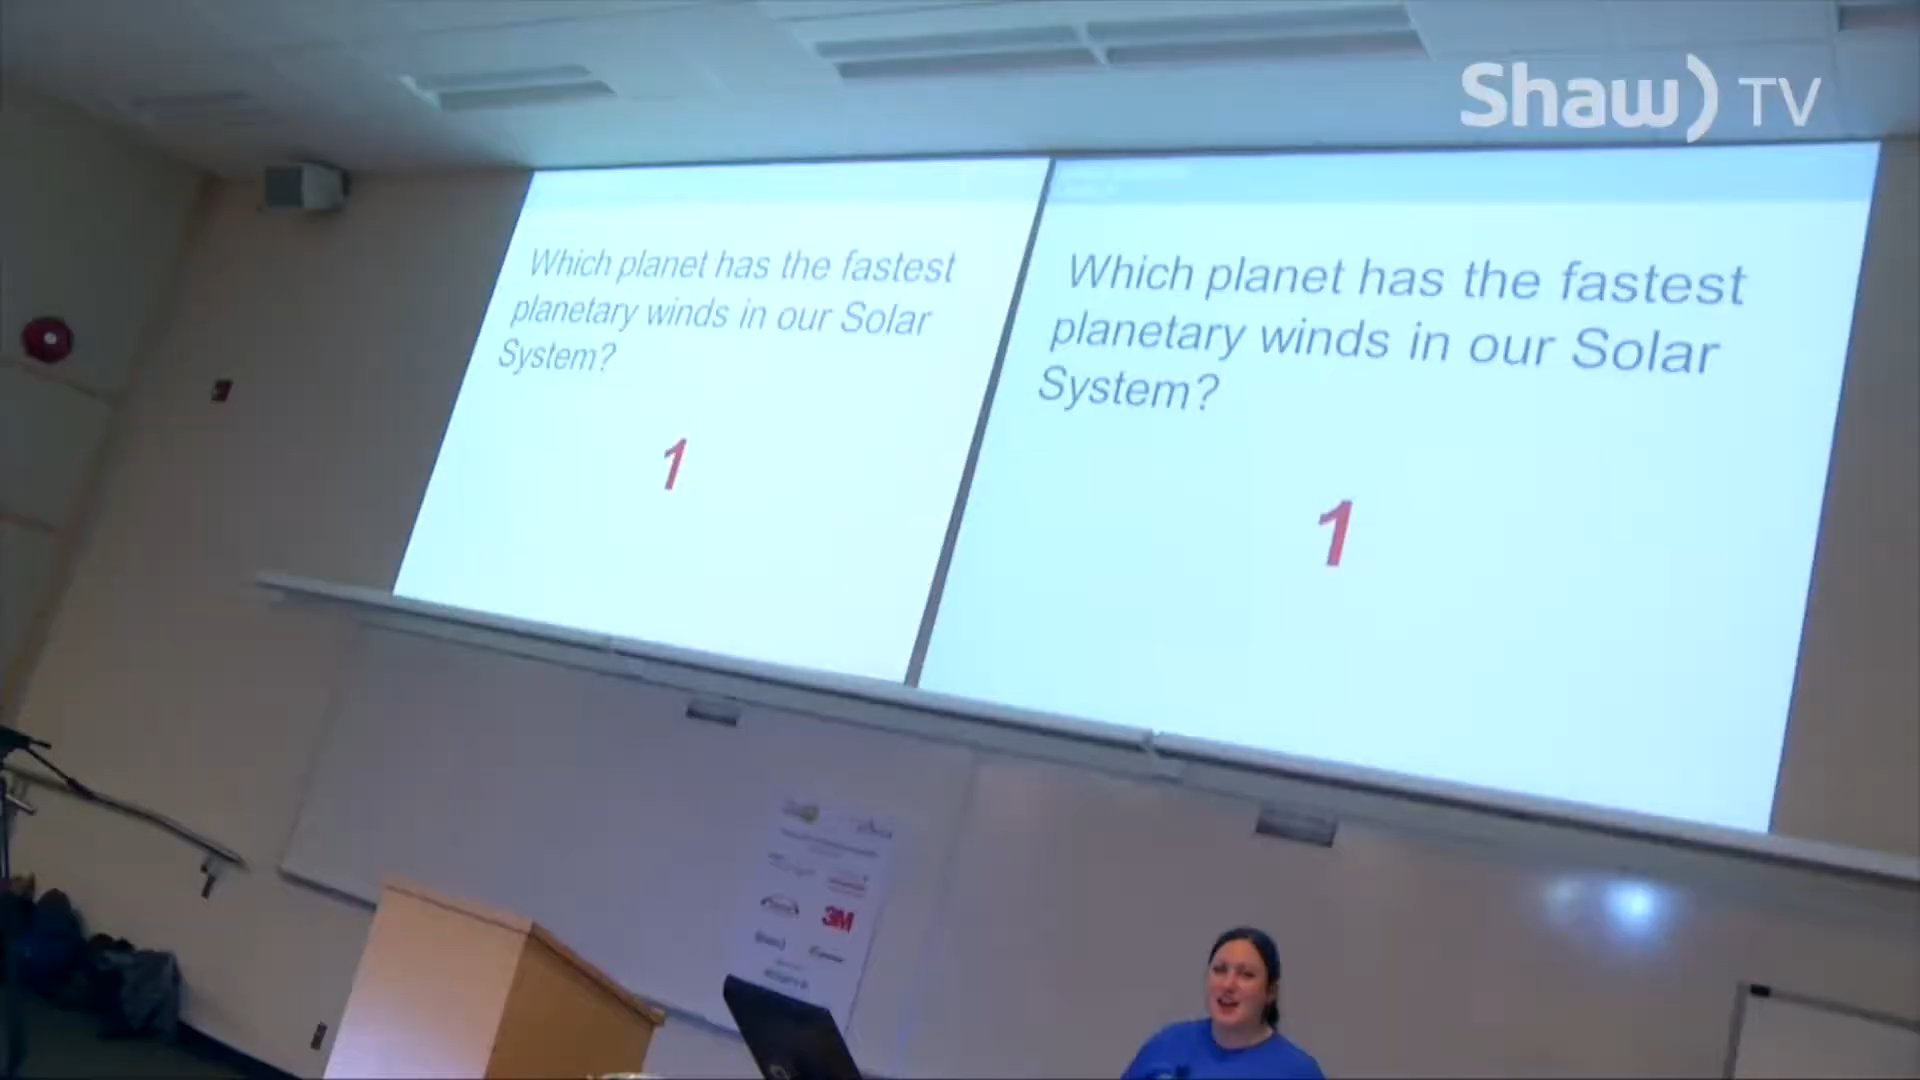 Shaw) TV
Which planet has the fastest
planetary winds in our Solar
System?
1
Which planet has the fastest
planetary winds in our Solar
System?
1
3M